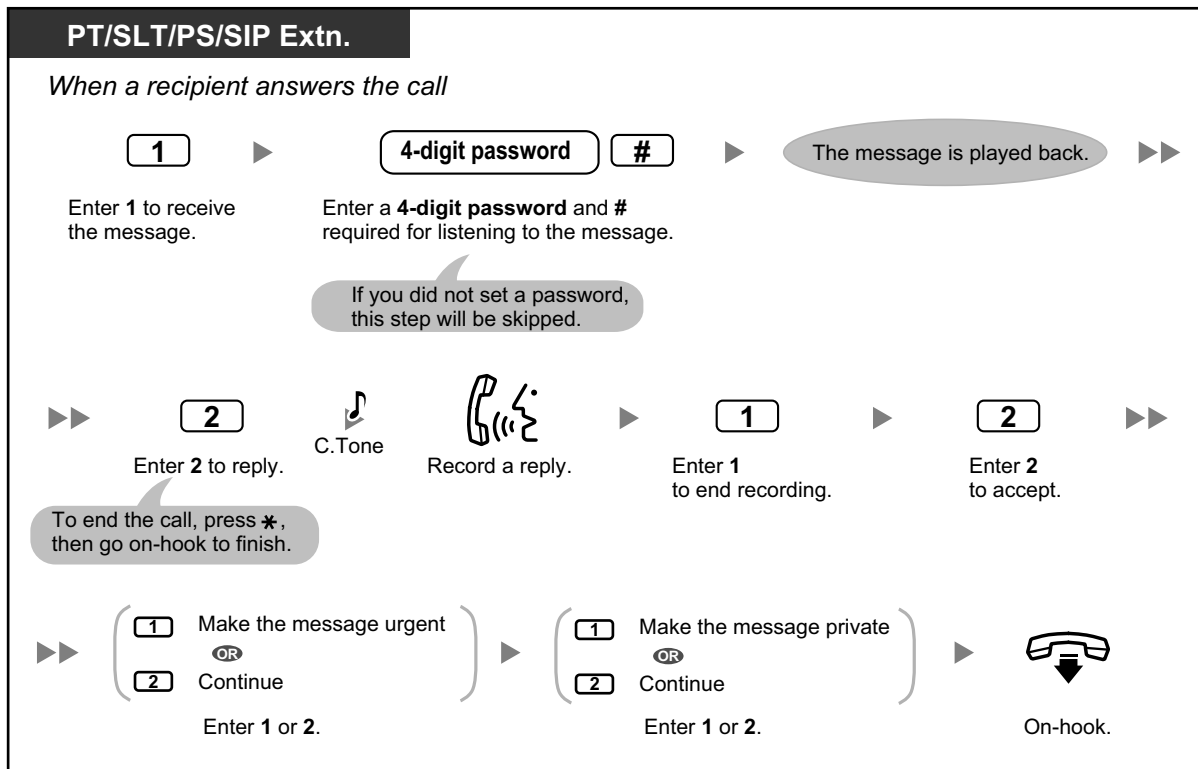 PT/SLT/PS/SIP Extn.
When a recipient answers the call
1
4-digit password #
The message is played back.
Enter 1 to receive
the message.
Enter a 4-digit password and #
required for listening to the message.
If you did not set a password,
this step will be skipped.
2
C.Tone
1
2
Enter 2 to reply.
Record a reply.
Enter 1
to end recording.
Enter 2
to accept.
To end the call, press *,
then go on-hook to finish.
1 Make the message urgent
OR
2 Continue
Enter 1 or 2.
1 Make the message private
OR
2 Continue
Enter 1 or 2.
On-hook.